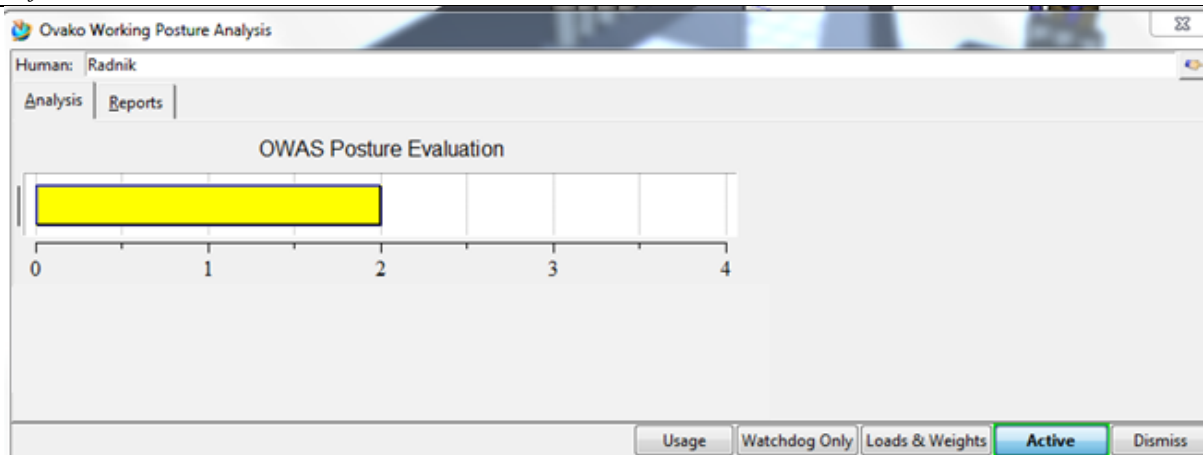 Ovako Working Posture Analysis
Human: Radnik
Analysis Reports
OWAS Posture Evaluation
0 1 2 3 4
Usage Watchdog Only Loads & Weights Active Dismiss